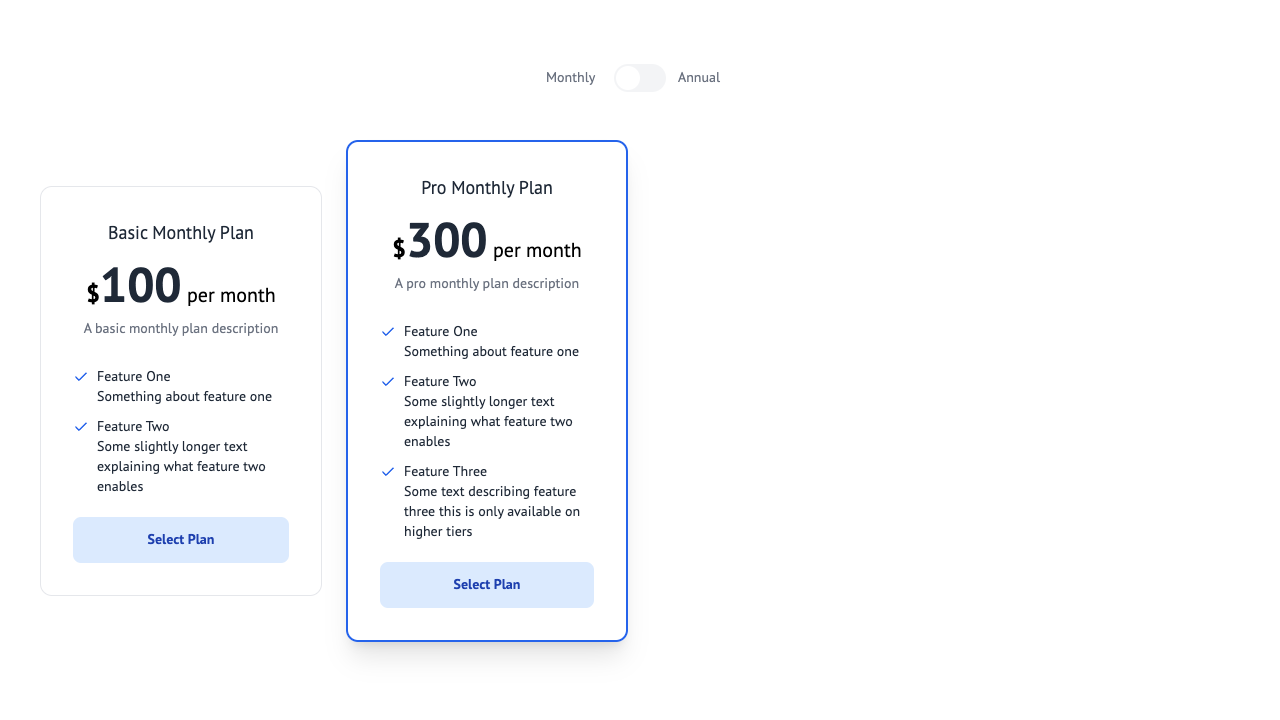 Monthly
Annual
Basic Monthly Plan
$100 per month
A basic monthly plan description
Feature One
Something about feature one
Feature Two
Some slightly longer text
explaining what feature two
enables
Select Plan
Pro Monthly Plan
$300 per month
A pro monthly plan description
Feature One
Something about feature one
Feature Two
Some slightly longer text
explaining what feature two
enables
Feature Three
Some text describing feature
three this is only available on
higher tiers
Select Plan